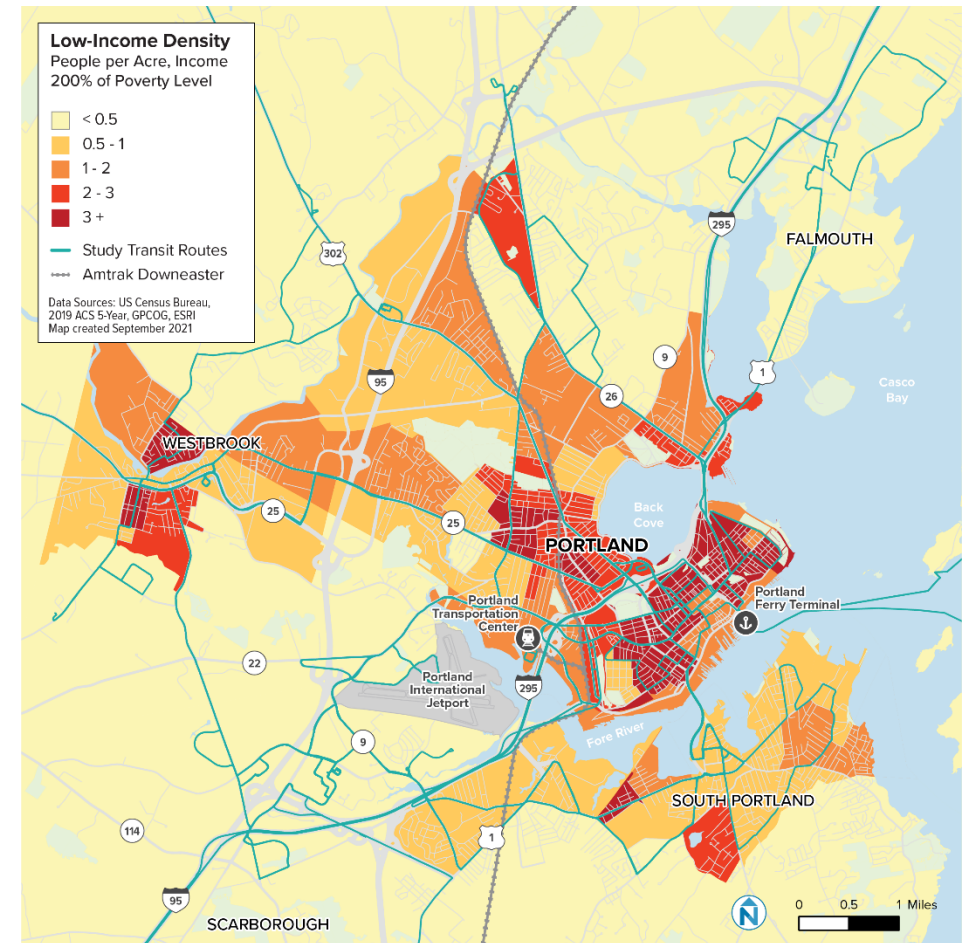 Low-Income Density
People per Acre, Income
200% of Poverty Level
< 0.5
0.5 - 1
1 - 2
2 - 3
3 +
Study Transit Routes
Amtrak Downeaster
Data Sources: US Census Bureau,
2019 ACS 5-Year, GPCOG, ESRI
Map created September 2021
295
FALMOUTH
302
9
1
95
26
Casco
Bay
WESTBROOK
25
25
Back
Cove
PORTLAND
Portland
Transportation
Center
Portland
Ferry Terminal
22
Portland
International
Jetport
295
9
Fore River
SOUTH PORTLAND
114
1
95
SCARBOROUGH
N
0 0.5 1 Miles